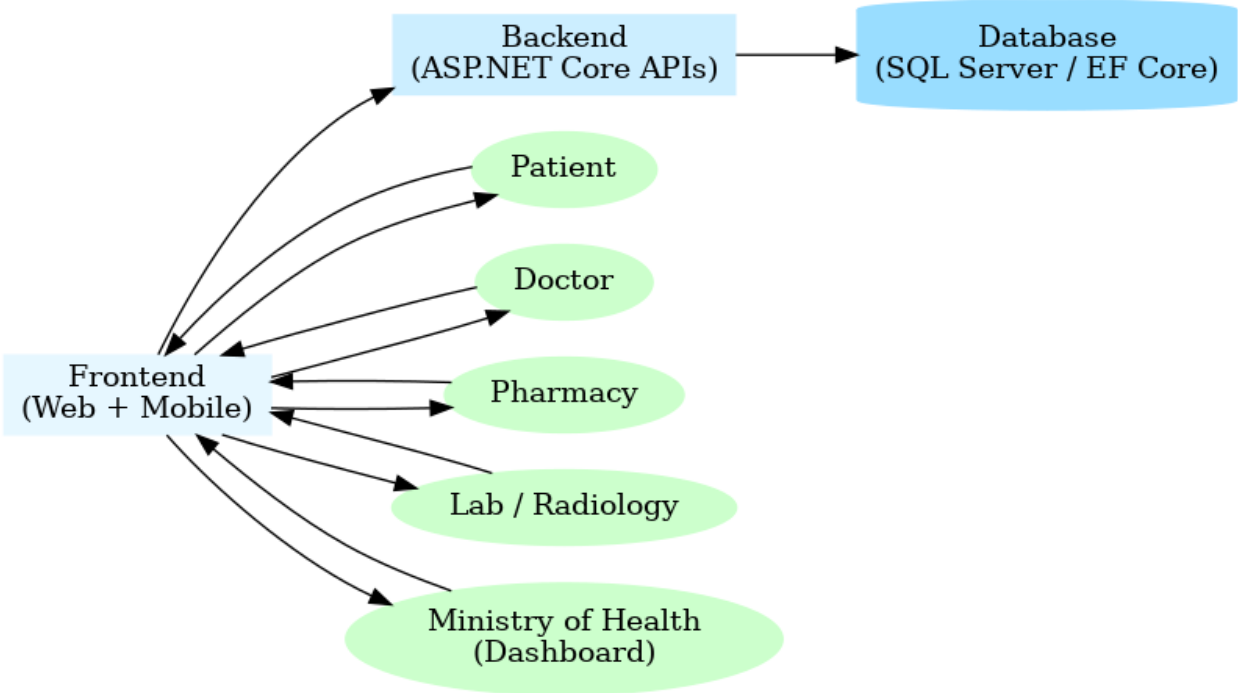 Backend
(ASP.NET Core APIs)
Database
(SQL Server / EF Core)
Patient
Doctor
Frontend
(Web + Mobile)
Pharmacy
Lab / Radiology
Ministry of Health
(Dashboard)